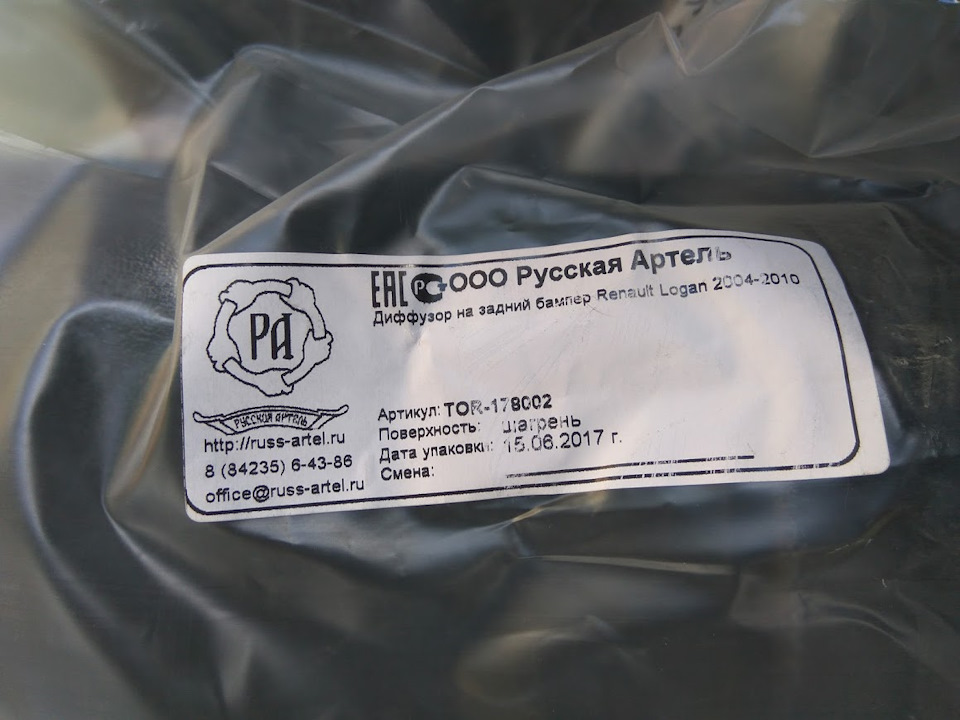 РА
РУССКАЯ АРТЕЛЬ
http://russ-artel.ru
8 (84235) 6-43-86
office@russ-artel.ru
ЕАС РС ООО Русская Артель
Диффузор на задний бампер Renault Logan 2004-2010
Артикул: TOR-178002
Поверхность: шагрень
Дата упаковки: 15.06.2017 г.
Смена: